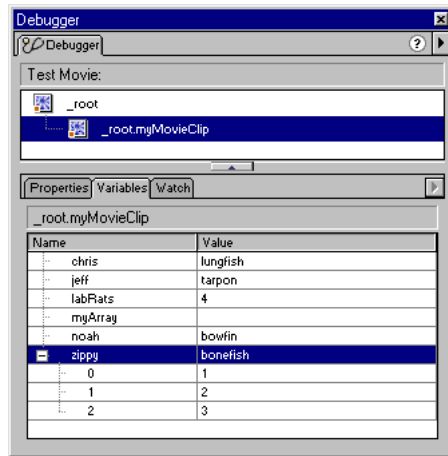 Debugger
Debugger ?
Test Movie:
_root
_root.myMovieClip
Properties Variables Watch
_root.myMovieClip
Name Value
chris lungfish
jeff tarpon
labRats 4
myArray
noah bowfin
zippy bonefish
0 1
1 2
2 3